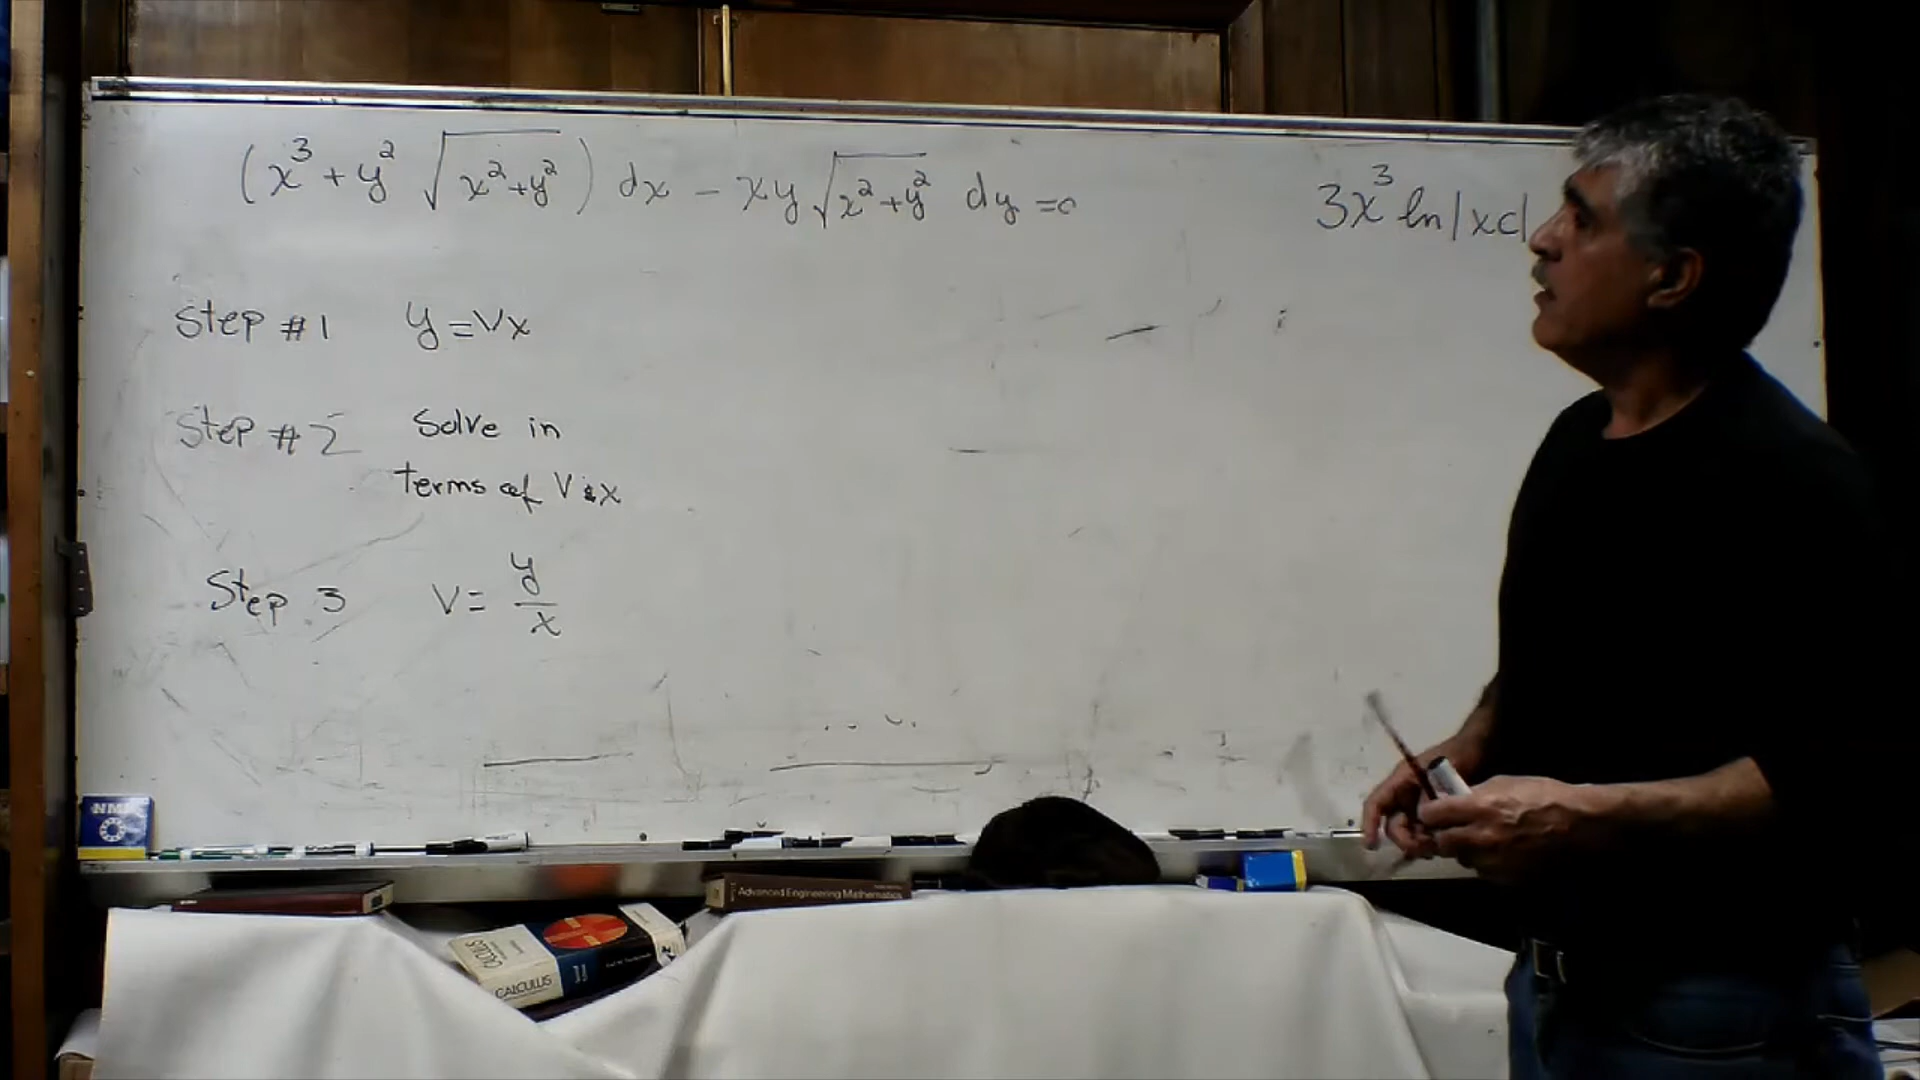 (x³ + y² √(x²+y²)) dx - xy √(x²+y²) dy = 0
3x³ ln|xc|
Step #1 y = Vx
Step #2 Solve in
terms of V & x
Step 3 V = y/x
NMB
Advanced Engineering Mathematics
CALCULUS
CALCULUS